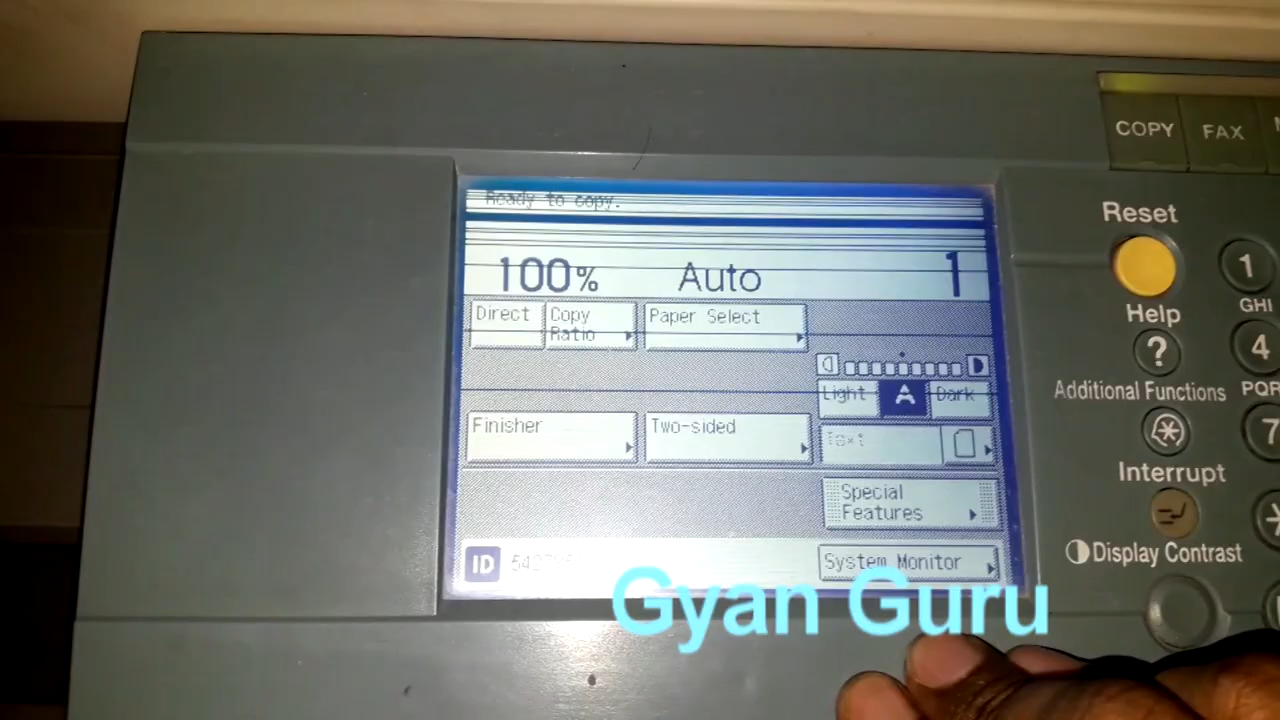 COPY FAX
Ready to copy.
Reset
100% Auto 1
1
GHI
Direct Copy Ratio Paper Select
Help
?
4
Light A Dark
Additional Functions
PQR
Finisher Two-sided Text
7
Interrupt
Special
Features
Display Contrast
ID
System Monitor
Gyan Guru